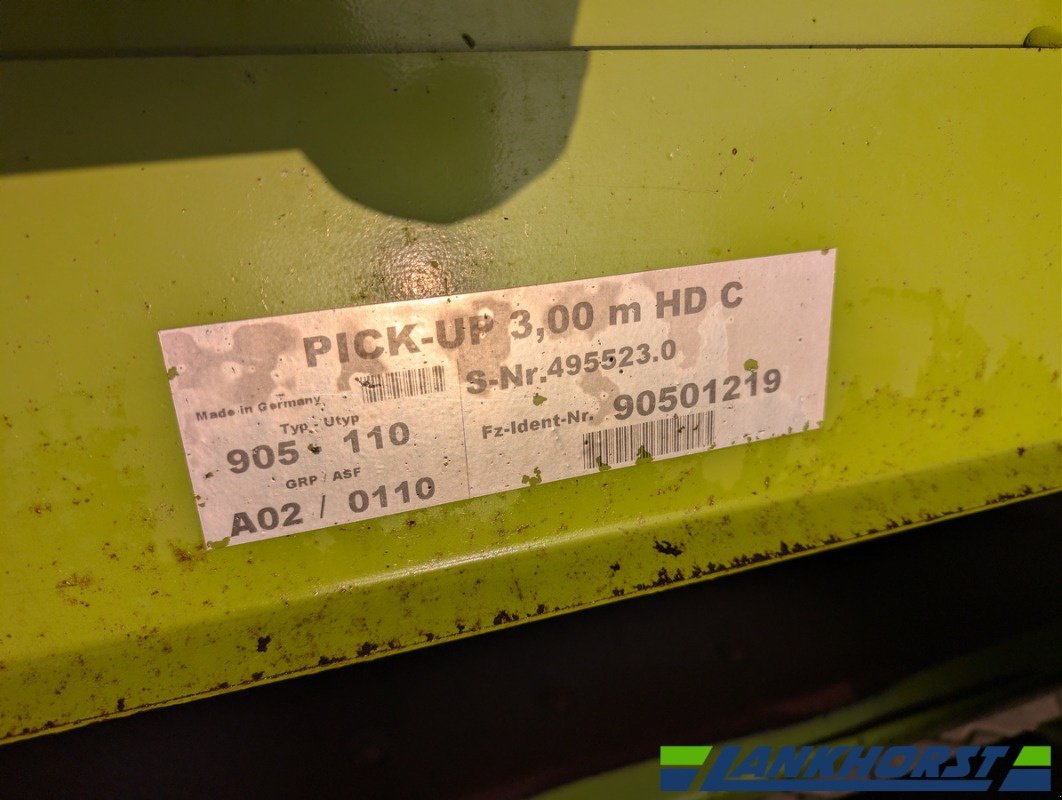 PICK-UP 3,00 m HD C
S-Nr.495523.0
Made in Germany
Typ - Utyp
905 110
Fz-Ident-Nr. 90501219
GRP / ASF
A02 / 0110
LANKHORST